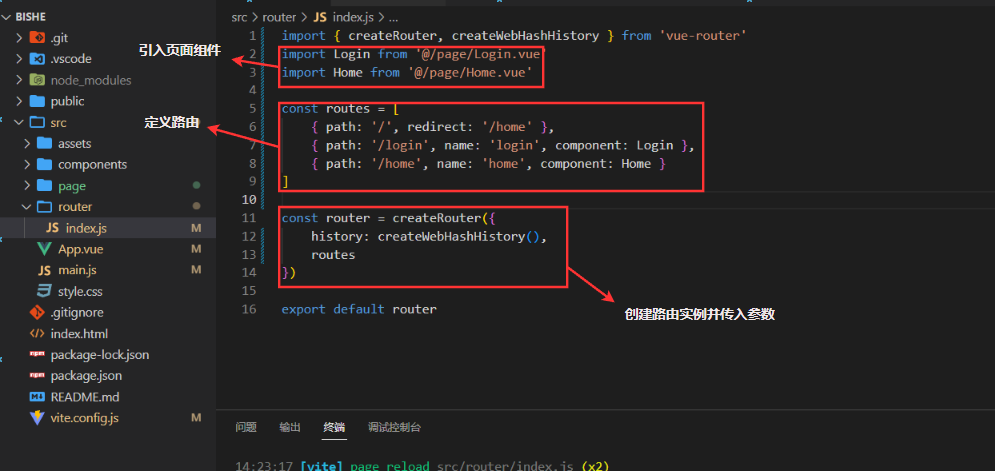 BISHE
.git
.vscode
node_modules
public
src
assets
components
page
router
JS index.js M
App.vue M
JS main.js M
style.css
.gitignore
index.html
package-lock.json
package.json
README.md
vite.config.js M
src > router > JS index.js > ...
1 import { createRouter, createWebHashHistory } from 'vue-router'
2 import Login from '@/page/Login.vue'
3 import Home from '@/page/Home.vue'
4
5 const routes = [
6 { path: '/', redirect: '/home' },
7 { path: '/login', name: 'login', component: Login },
8 { path: '/home', name: 'home', component: Home }
9 ]
10
11 const router = createRouter({
12 history: createWebHashHistory(),
13 routes
14 })
15
16 export default router
引入页面组件
定义路由
创建路由实例并传入参数
问题 输出 终端 调试控制台
14:23:17 [vite] page reload src/router/index.js (x2)